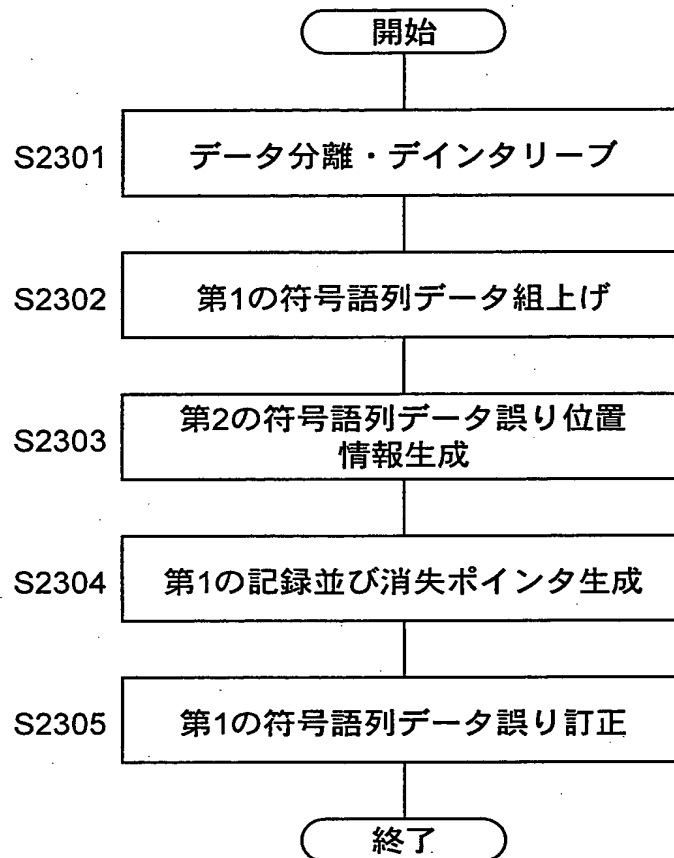 開始
S2301 データ分離・デインタリーブ
S2302 第1の符号語列データ組上げ
第2の符号語列データ誤り位置
S2303 情報生成
S2304 第1の記録並び消失ポインタ生成
S2305 第1の符号語列データ誤り訂正
終了